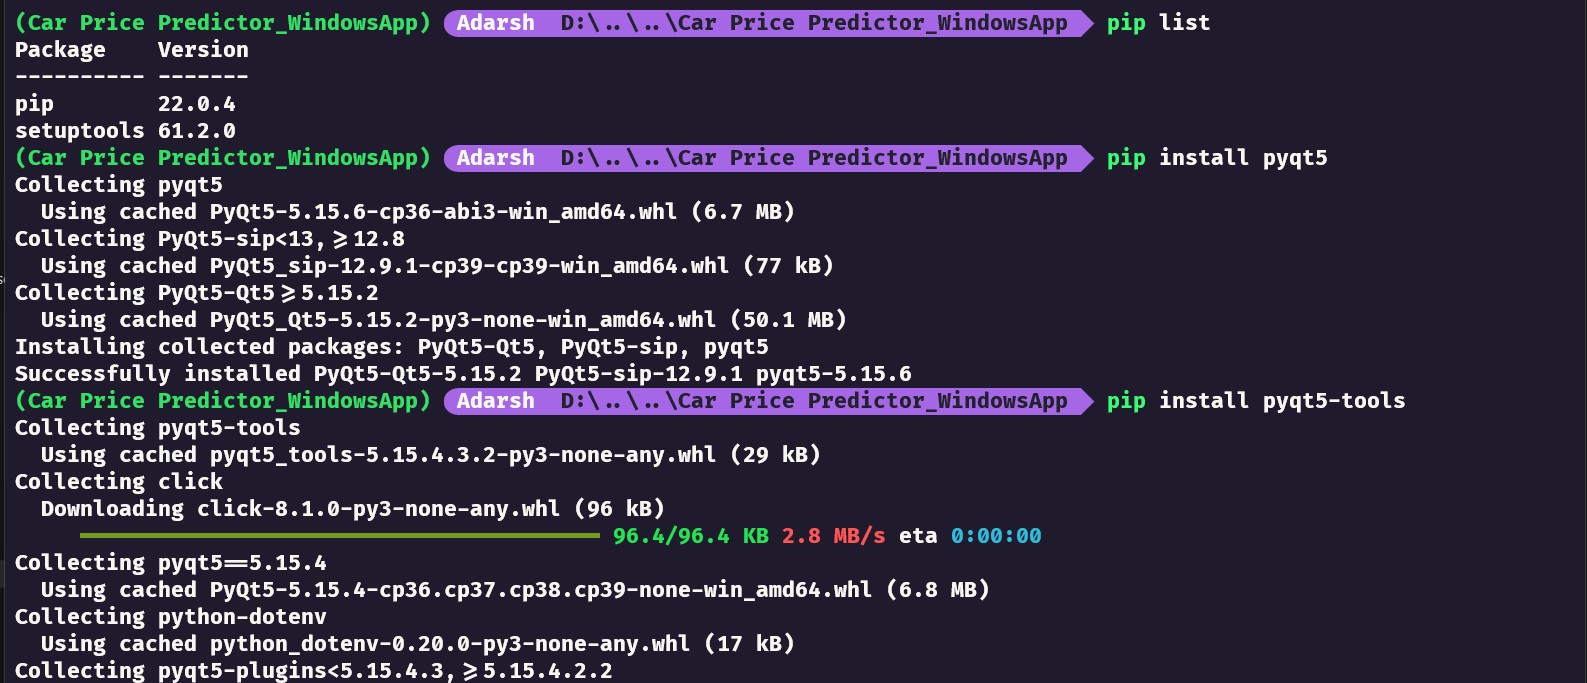 (Car Price Predictor_WindowsApp) Adarsh D:\..\..\Car Price Predictor_WindowsApp pip list
Package    Version
---------- -------
pip        22.0.4
setuptools 61.2.0
(Car Price Predictor_WindowsApp) Adarsh D:\..\..\Car Price Predictor_WindowsApp pip install pyqt5
Collecting pyqt5
  Using cached PyQt5-5.15.6-cp36-abi3-win_amd64.whl (6.7 MB)
Collecting PyQt5-sip<13,>=12.8
  Using cached PyQt5_sip-12.9.1-cp39-cp39-win_amd64.whl (77 kB)
Collecting PyQt5-Qt5>=5.15.2
  Using cached PyQt5_Qt5-5.15.2-py3-none-win_amd64.whl (50.1 MB)
Installing collected packages: PyQt5-Qt5, PyQt5-sip, pyqt5
Successfully installed PyQt5-Qt5-5.15.2 PyQt5-sip-12.9.1 pyqt5-5.15.6
(Car Price Predictor_WindowsApp) Adarsh D:\..\..\Car Price Predictor_WindowsApp pip install pyqt5-tools
Collecting pyqt5-tools
  Using cached pyqt5_tools-5.15.4.3.2-py3-none-any.whl (29 kB)
Collecting click
  Downloading click-8.1.0-py3-none-any.whl (96 kB)
96.4/96.4 KB 2.8 MB/s eta 0:00:00
Collecting pyqt5==5.15.4
  Using cached PyQt5-5.15.4-cp36.cp37.cp38.cp39-none-win_amd64.whl (6.8 MB)
Collecting python-dotenv
  Using cached python_dotenv-0.20.0-py3-none-any.whl (17 kB)
Collecting pyqt5-plugins<5.15.4.3,>=5.15.4.2.2